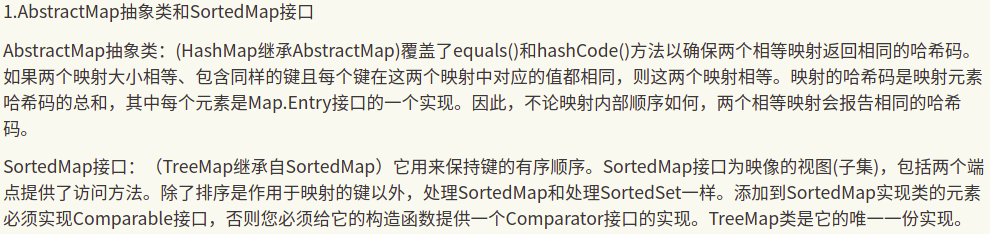 1.AbstractMap抽象类和SortedMap接口
AbstractMap抽象类：(HashMap继承AbstractMap)覆盖了equals()和hashCode()方法以确保两个相等映射返回相同的哈希码。
如果两个映射大小相等、包含同样的键且每个键在这两个映射中对应的值都相同，则这两个映射相等。映射的哈希码是映射元素
哈希码的总和，其中每个元素是Map.Entry接口的一个实现。因此，不论映射内部顺序如何，两个相等映射会报告相同的哈希
码。
SortedMap接口：（TreeMap继承自SortedMap）它用来保持键的有序顺序。SortedMap接口为映像的视图(子集)，包括两个端
点提供了访问方法。除了排序是作用于映射的键以外，处理SortedMap和处理SortedSet一样。添加到SortedMap实现类的元素
必须实现Comparable接口，否则您必须给它的构造函数提供一个Comparator接口的实现。TreeMap类是它的唯一一份实现。